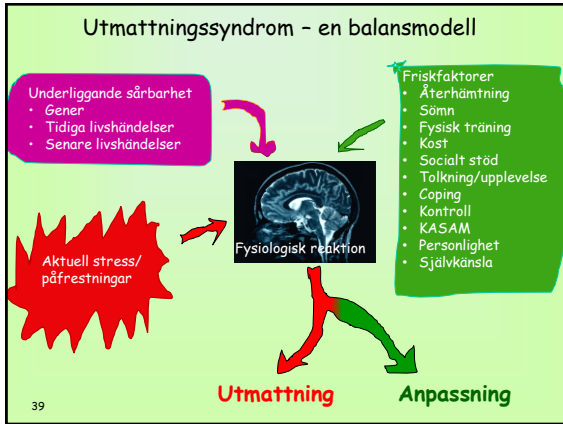 Utmattningssyndrom – en balansmodell
Underliggande sårbarhet
• Gener
• Tidiga livshändelser
• Senare livshändelser
Friskfaktorer
• Återhämtning
• Sömn
• Fysisk träning
• Kost
• Socialt stöd
• Tolkning/upplevelse
• Coping
• Kontroll
• KASAM
• Personlighet
• Självkänsla
Aktuell stress/
påfrestningar
Fysiologisk reaktion
Utmattning
Anpassning
39